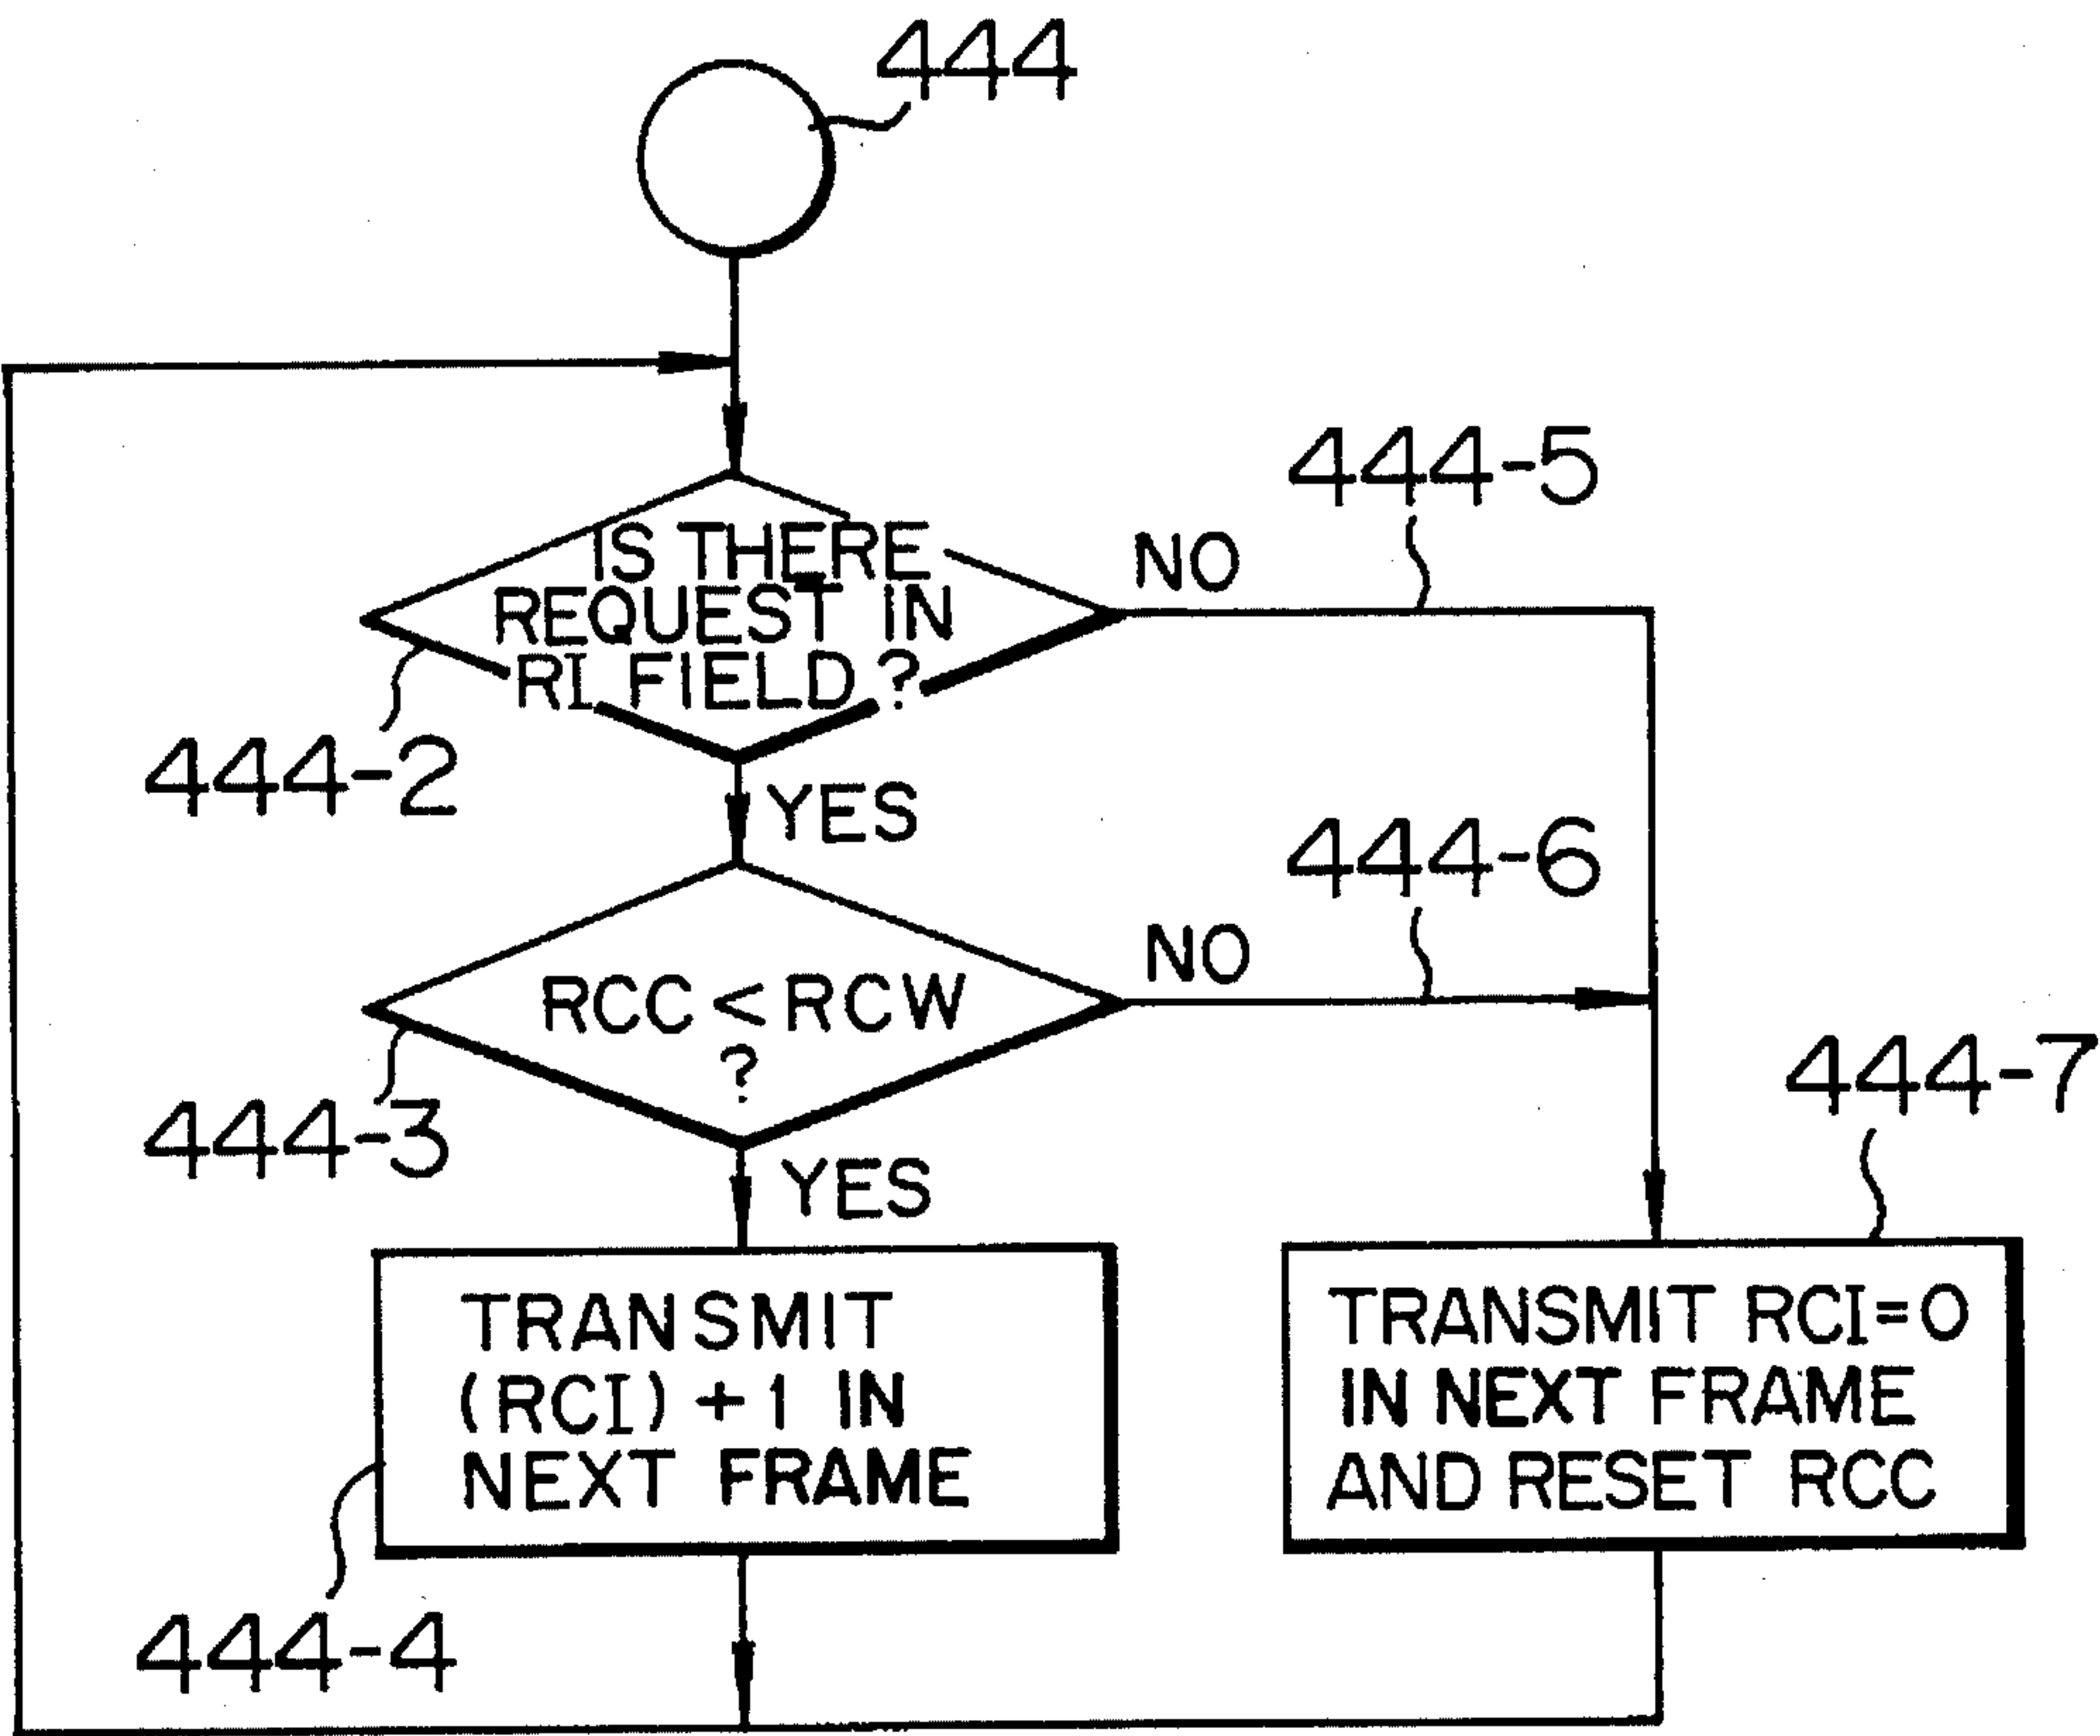 444
444-5
IS THERE
NO
REQUEST IN
RI FIELD ?
444-2
YES
444-6
NO
RCC < RCW
?
444-7
444-3
YES
TRANSMIT
(RCI) + 1 IN
NEXT FRAME
TRANSMIT RCI=0
IN NEXT FRAME
AND RESET RCC
444-4